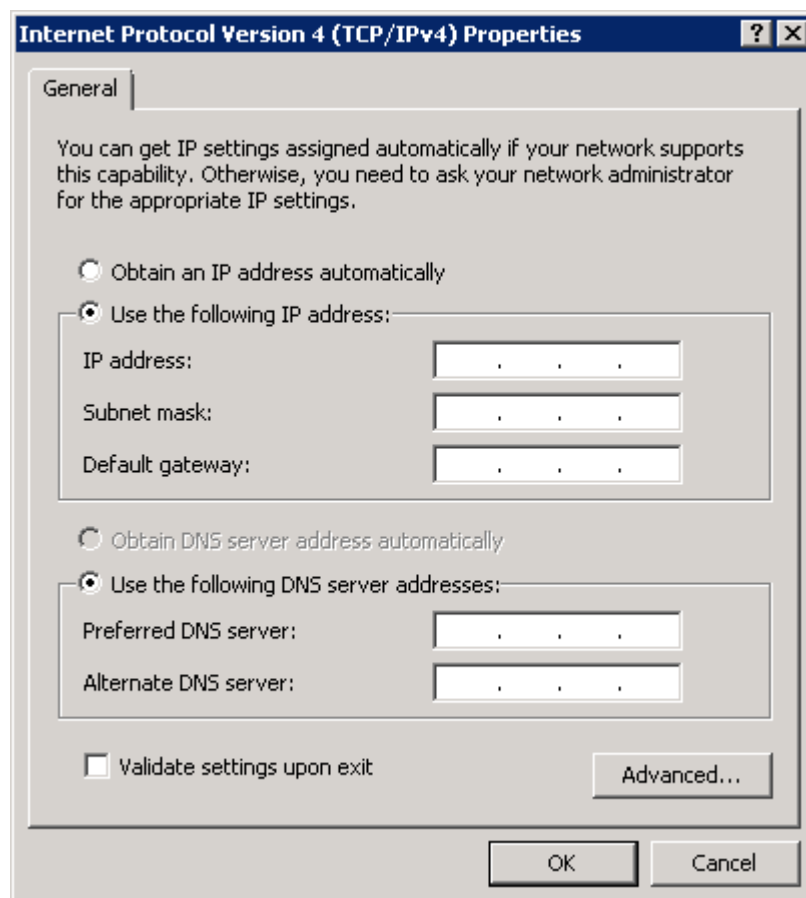 Internet Protocol Version 4 (TCP/IPv4) Properties
General
You can get IP settings assigned automatically if your network supports
this capability. Otherwise, you need to ask your network administrator
for the appropriate IP settings.
Obtain an IP address automatically
Use the following IP address:
IP address: . . .
Subnet mask: . . .
Default gateway: . . .
Obtain DNS server address automatically
Use the following DNS server addresses:
Preferred DNS server: . . .
Alternate DNS server: . . .
Validate settings upon exit
Advanced...
OK Cancel